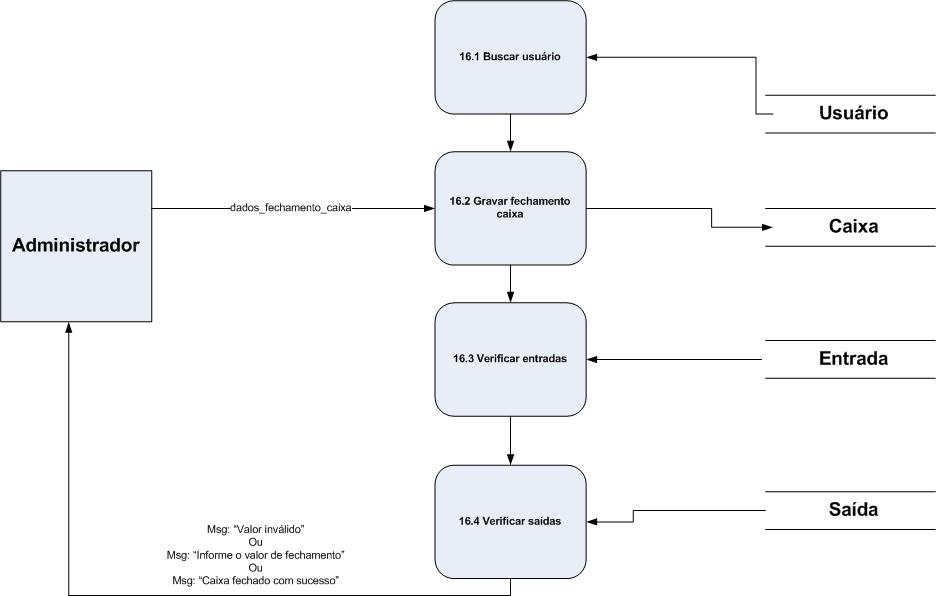 16.1 Buscar usuário
Usuário
16.2 Gravar fechamento
caixa
dados_fechamento_caixa
Caixa
Administrador
16.3 Verificar entradas
Entrada
16.4 Verificar saídas
Saída
Msg: “Valor inválido”
Ou
Msg: “Informe o valor de fechamento”
Ou
Msg: “Caixa fechado com sucesso”